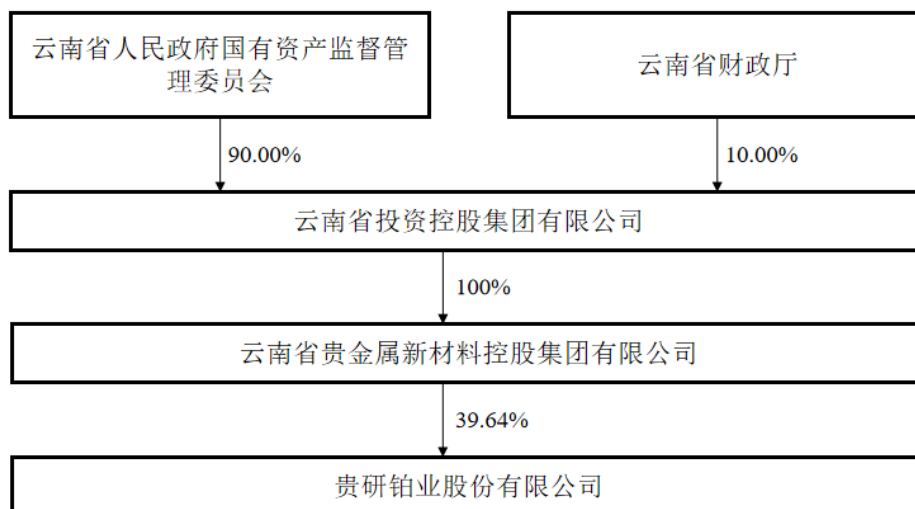 云南省人民政府国有资产监督管
理委员会
云南省财政厅
90.00%
10.00%
云南省投资控股集团有限公司
100%
云南省贵金属新材料控股集团有限公司
39.64%
贵研铂业股份有限公司